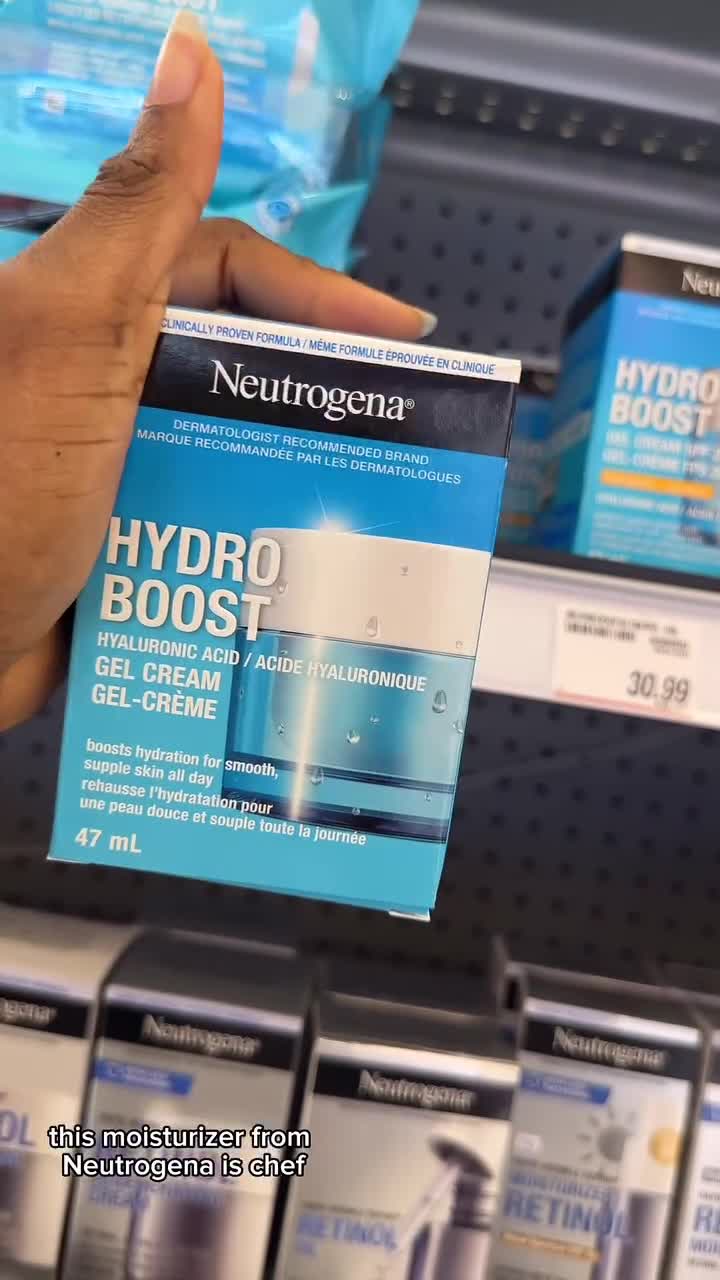 CLINICALLY PROVEN FORMULA / MÊME FORMULE ÉPROUVÉE EN CLINIQUE
Neutrogena®
DERMATOLOGIST RECOMMENDED BRAND
MARQUE RECOMMANDÉE PAR LES DERMATOLOGUES
HYDRO
BOOST
HYALURONIC ACID / ACIDE HYALURONIQUE
GEL CREAM
GEL-CRÈME
boosts hydration for smooth,
supple skin all day
rehausse l'hydratation pour
une peau douce et souple toute la journée
47 mL
Neu
HYDRO
BOOST
30.99
Neutrogena
Neutrogena
Neutrogena
RETINOL
RETINOL
this moisturizer from
Neutrogena is chef